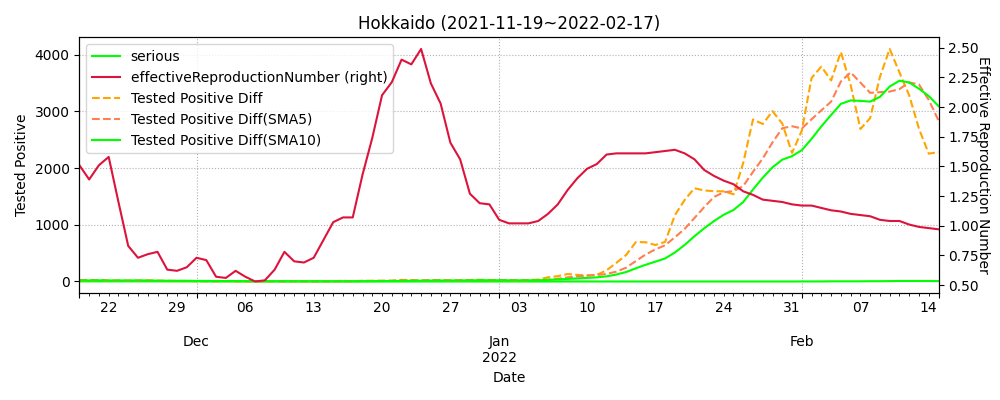 Hokkaido (2021-11-19~2022-02-17)
serious
effectiveReproductionNumber (right)
Tested Positive Diff
Tested Positive Diff(SMA5)
Tested Positive Diff(SMA10)
Tested Positive
4000
3000
2000
1000
0
Effective Reproduction Number
2.50
2.25
2.00
1.75
1.50
1.25
1.00
0.75
0.50
22 29 06 13 20 27 03 10 17 24 31 07 14
Dec Jan Feb
2022
Date